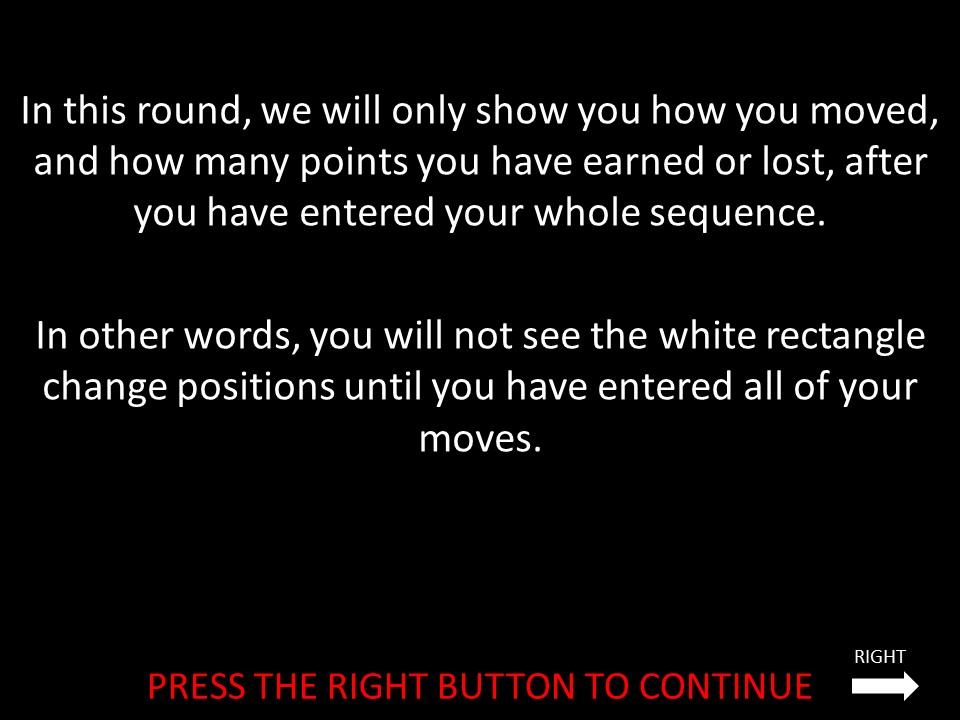 In this round, we will only show you how you moved,
and how many points you have earned or lost, after
you have entered your whole sequence.
In other words, you will not see the white rectangle
change positions until you have entered all of your
moves.
RIGHT
PRESS THE RIGHT BUTTON TO CONTINUE